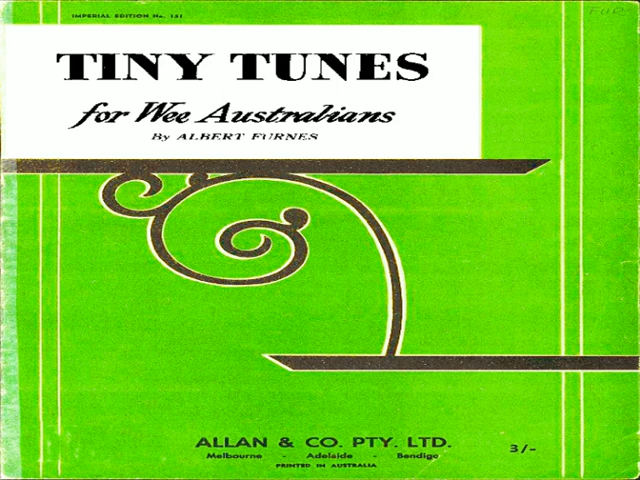 IMPERIAL EDITION No. 151
TINY TUNES
for Wee Australians
By ALBERT FURNES
ALLAN & CO. PTY. LTD.
Melbourne - Adelaide - Bendigo
PRINTED IN AUSTRALIA
3/-